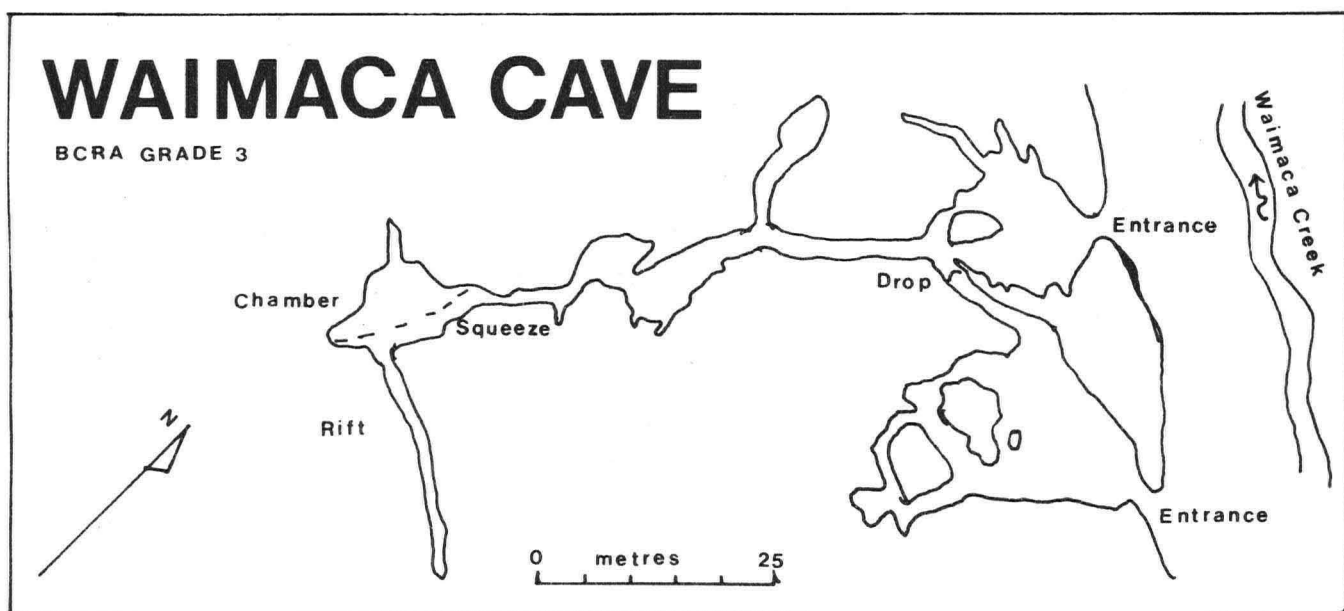 WAIMACA CAVE
BCRA GRADE 3
Waimaca Creek
Entrance
Drop
Chamber
Squeeze
Rift
N
Entrance
0 metres 25